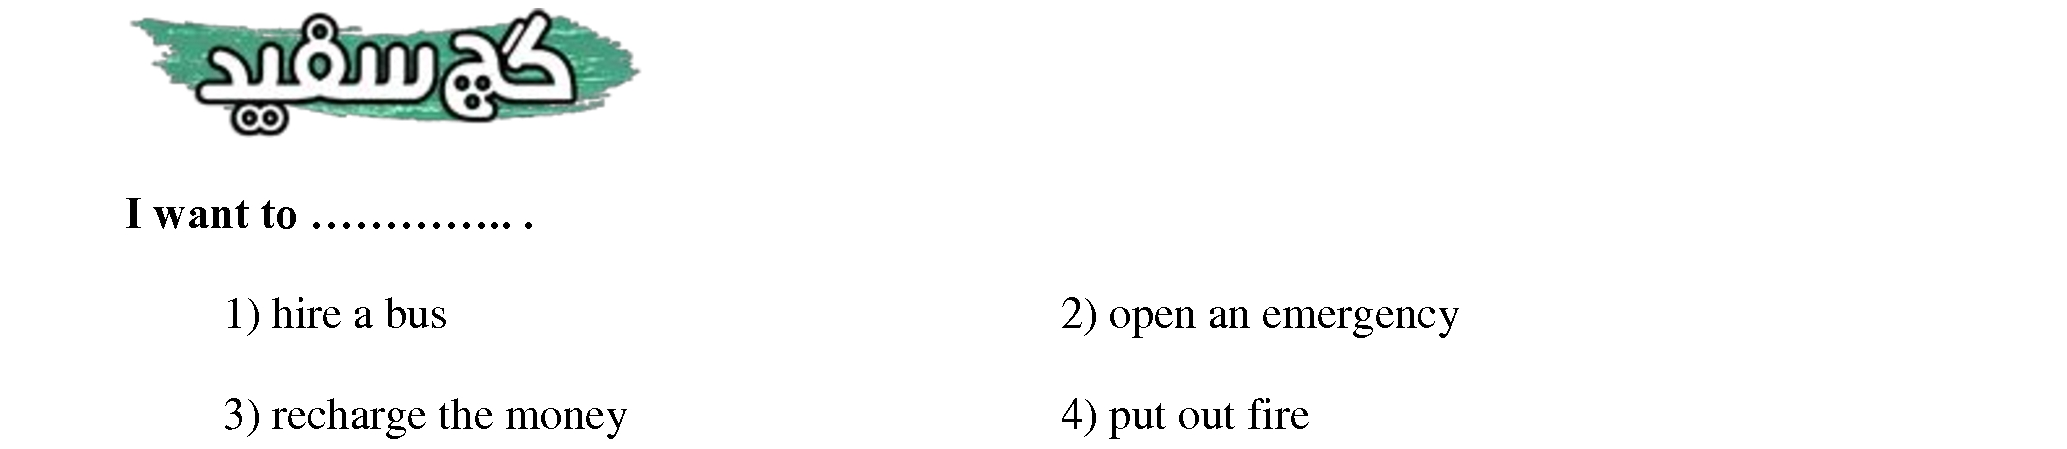 گچ سفید
I want to ………….. .
1) hire a bus 2) open an emergency
3) recharge the money 4) put out fire